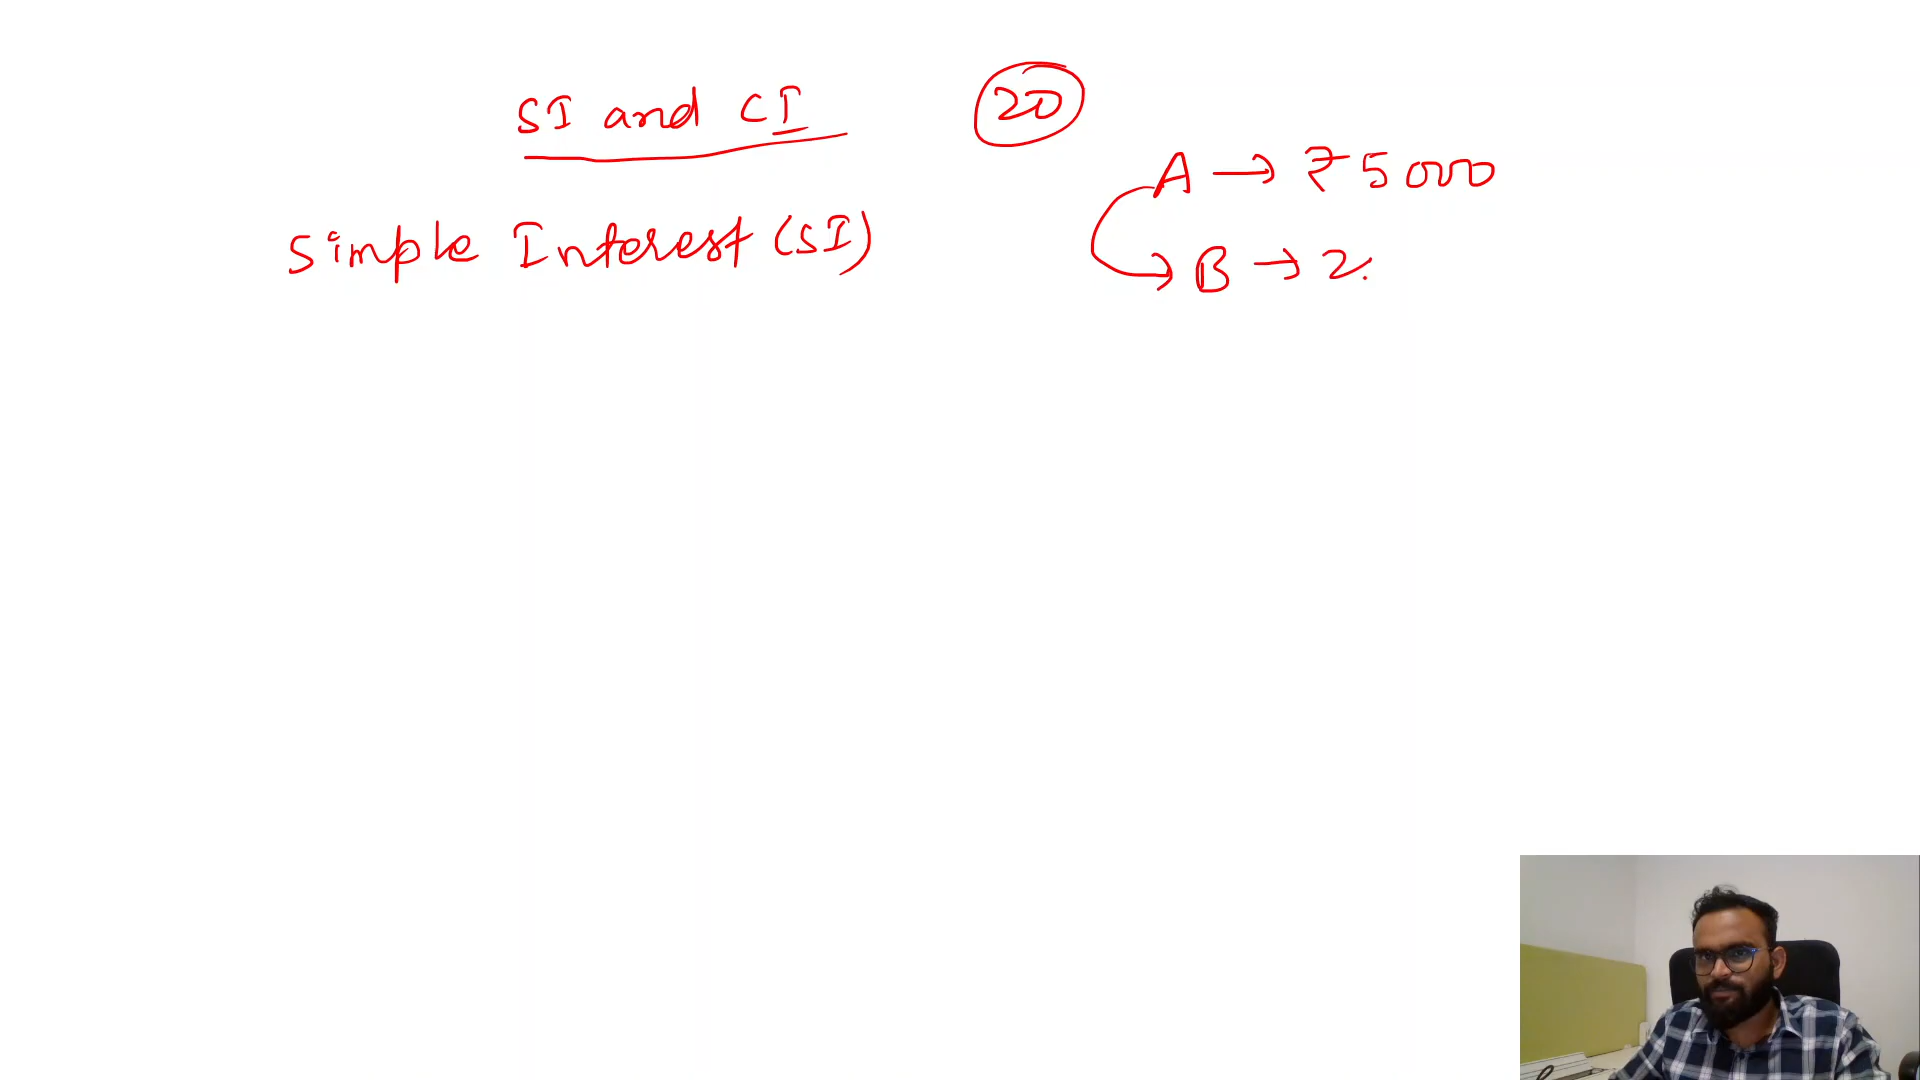 SI and CI
20
Simple Interest (SI)
A → ₹ 5000
B → 2.